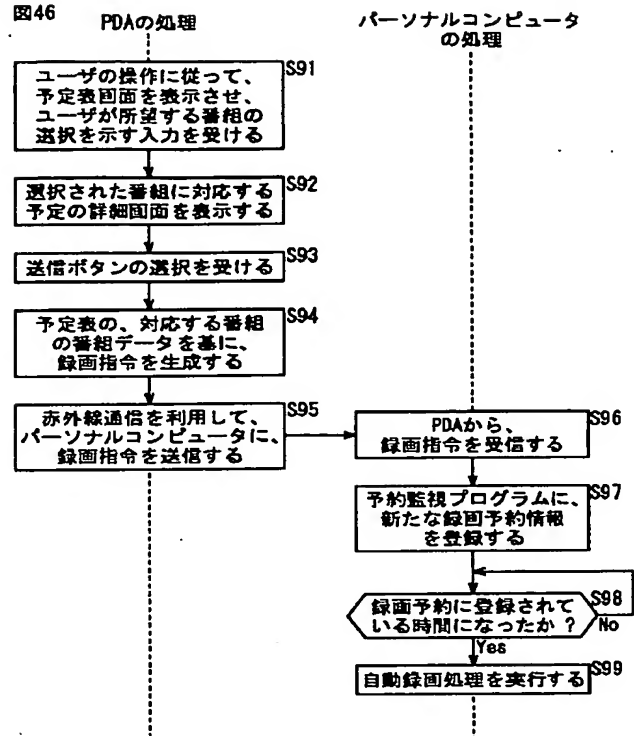 図46
PDAの処理
パーソナルコンピュータ
の処理
S91
ユーザの操作に従って、
予定表画面を表示させ、
ユーザが所望する番組の
選択を示す入力を受ける
S92
選択された番組に対応する
予定の詳細画面を表示する
S93
送信ボタンの選択を受ける
S94
予定表の、対応する番組
の番組データを基に、
録画指令を生成する
S95
赤外線通信を利用して、
パーソナルコンピュータに、
録画指令を送信する
S96
PDAから、
録画指令を受信する
S97
予約監視プログラムに、
新たな録画予約情報
を登録する
S98
録画予約に登録されて
いる時間になったか?
No
Yes
S99
自動録画処理を実行する